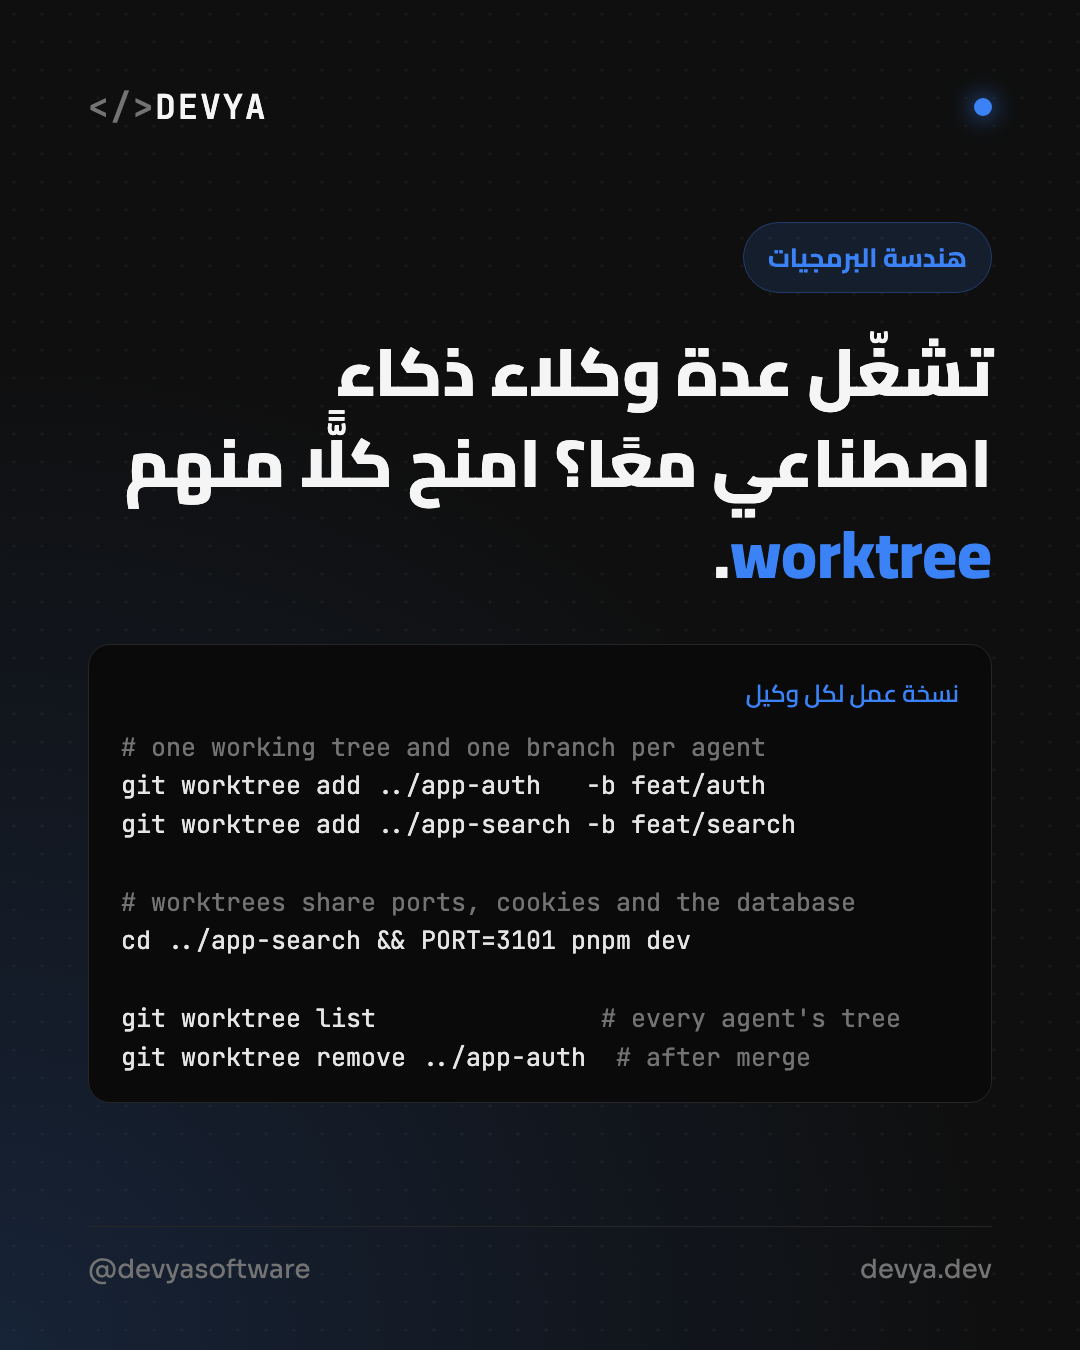 </>DEVYA
هندسة البرمجيات
تشغّل عدة وكلاء ذكاء
اصطناعي معًا؟ امنح كلًّا منهم
worktree.
نسخة عمل لكل وكيل
# one working tree and one branch per agent
git worktree add ../app-auth   -b feat/auth
git worktree add ../app-search -b feat/search
# worktrees share ports, cookies and the database
cd ../app-search && PORT=3101 pnpm dev
git worktree list               # every agent's tree
git worktree remove ../app-auth  # after merge
@devyasoftware
devya.dev